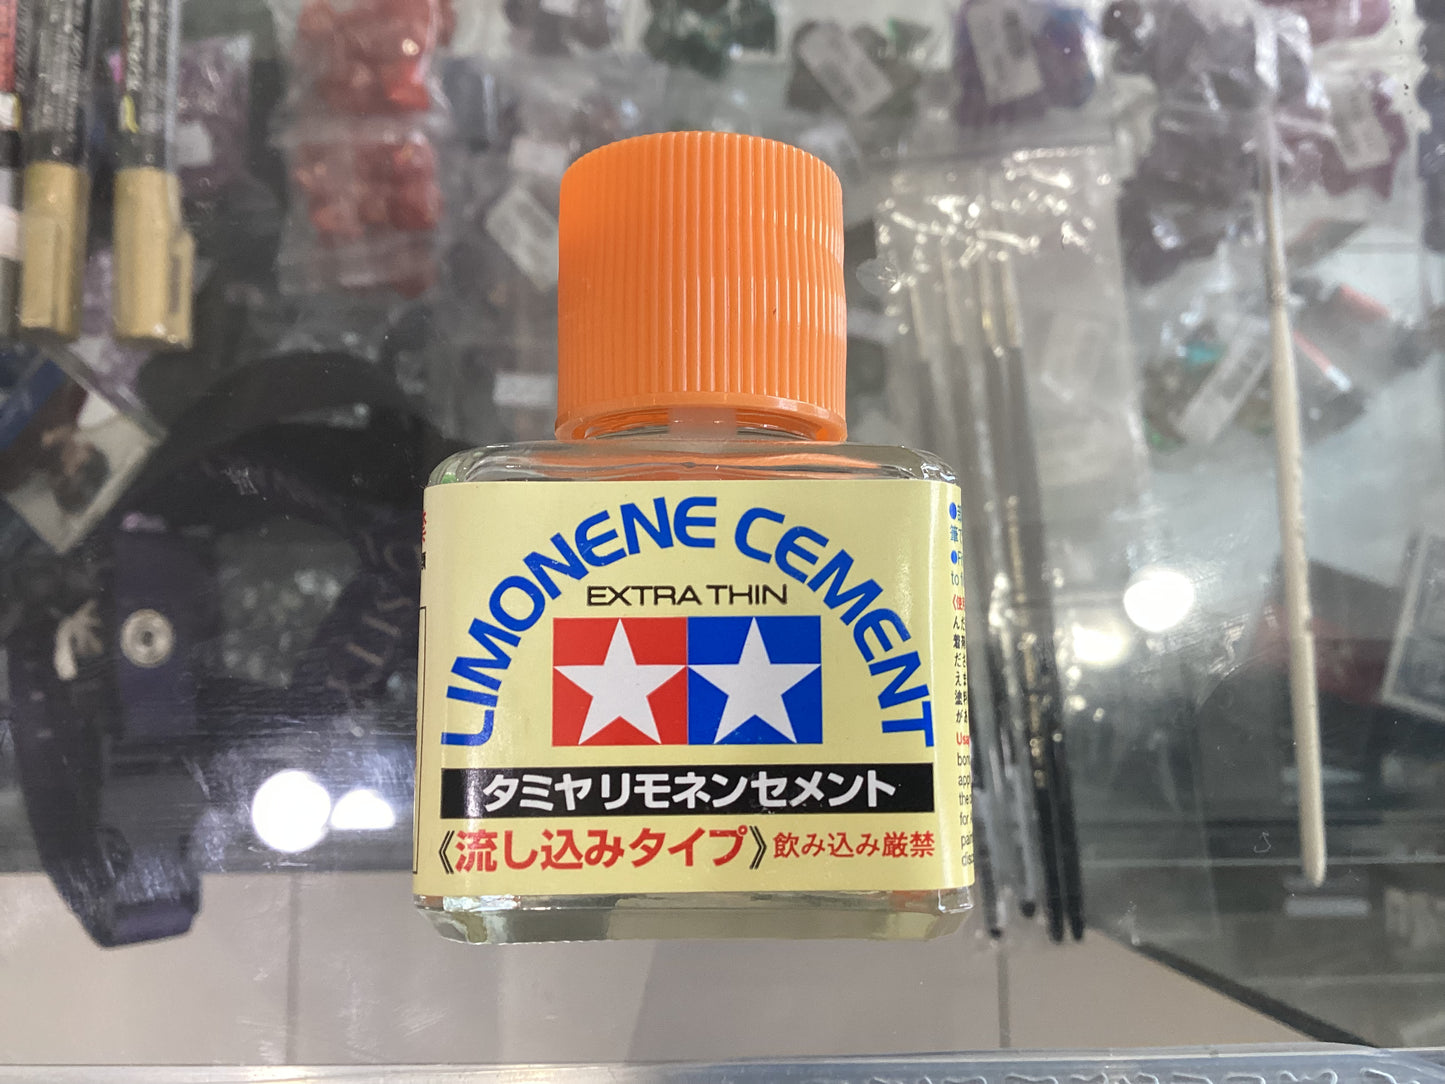 LIMONENE CEMENT
EXTRA THIN
タミヤリモネンセメント
《流し込みタイプ》飲み込み厳禁